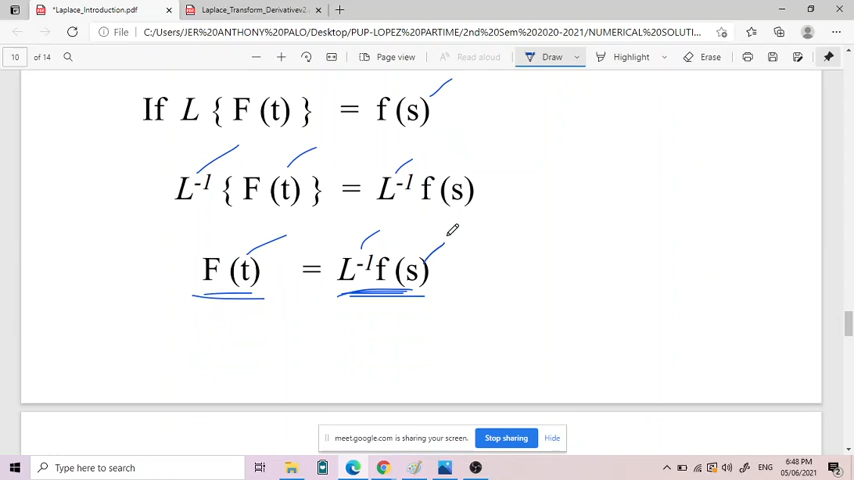 *Laplace_Introduction.pdf
Laplace_Transform_Derivativev2.
File
C:/Users/JER%20ANTHONY%20PALO/Desktop/PUP-LOPEZ%20PARTIME/2nd%20Sem%202020-2021/NUMERICAL%20SOLUTI...
10 of 14
Page view
Read aloud
Draw
Highlight
Erase
If L { F (t) } = f (s)
L⁻¹ { F (t) } = L⁻¹ f (s)
F (t) = L⁻¹f (s)
meet.google.com is sharing your screen.
Stop sharing
Hide
Type here to search
ENG
6:48 PM
05/06/2021
2